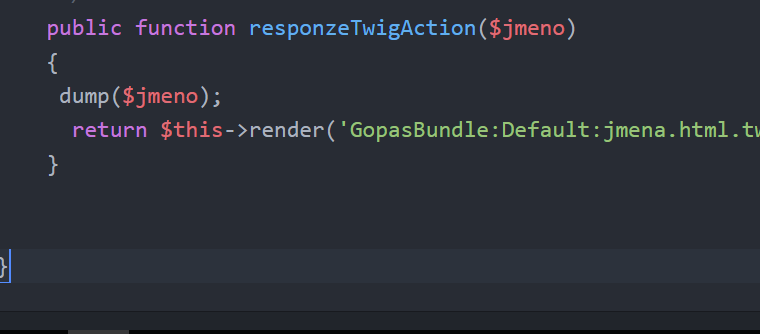 public function responzeTwigAction($jmeno)
{
dump($jmeno);
return $this->render('GopasBundle:Default:jmena.html.tw
}
}